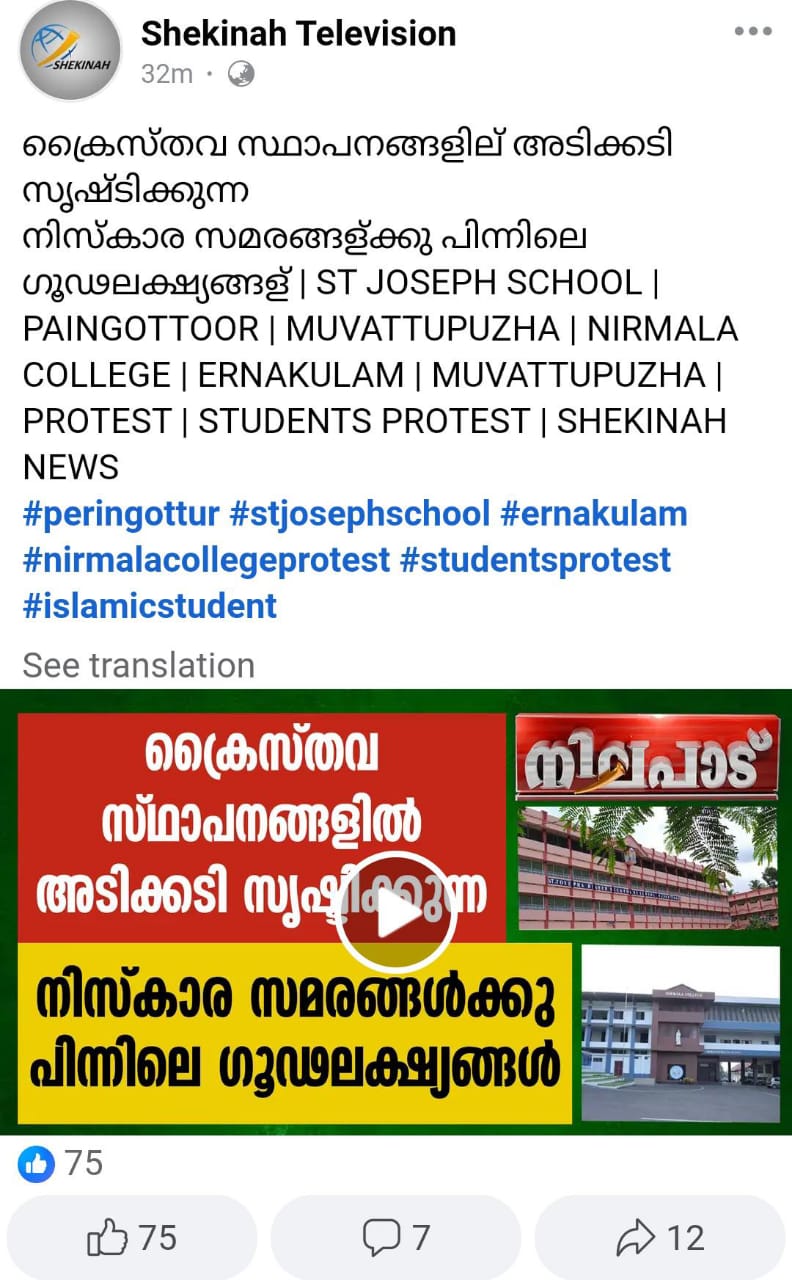 Shekinah Television
SHEKINAH
32m ·
ക്രൈസ്തവ സ്ഥാപനങ്ങളില് അടിക്കടി
സൃഷ്ടിക്കുന്ന
നിസ്കാര സമരങ്ങള്ക്കു പിന്നിലെ
ഗൂഢലക്ഷ്യങ്ങള് | ST JOSEPH SCHOOL |
PAINGOTTOOR | MUVATTUPUZHA | NIRMALA
COLLEGE | ERNAKULAM | MUVATTUPUZHA |
PROTEST | STUDENTS PROTEST | SHEKINAH
NEWS
#peringottur #stjosephschool #ernakulam
#nirmalacollegeprotest #studentsprotest
#islamicstudent
See translation
ക്രൈസ്തവ
സ്ഥാപനങ്ങളിൽ
അടിക്കടി സൃഷ്ടിക്കുന്ന
നിലപാട്
നിസ്കാര സമരങ്ങൾക്കു
പിന്നിലെ ഗൂഢലക്ഷ്യങ്ങൾ
75
75
7
12